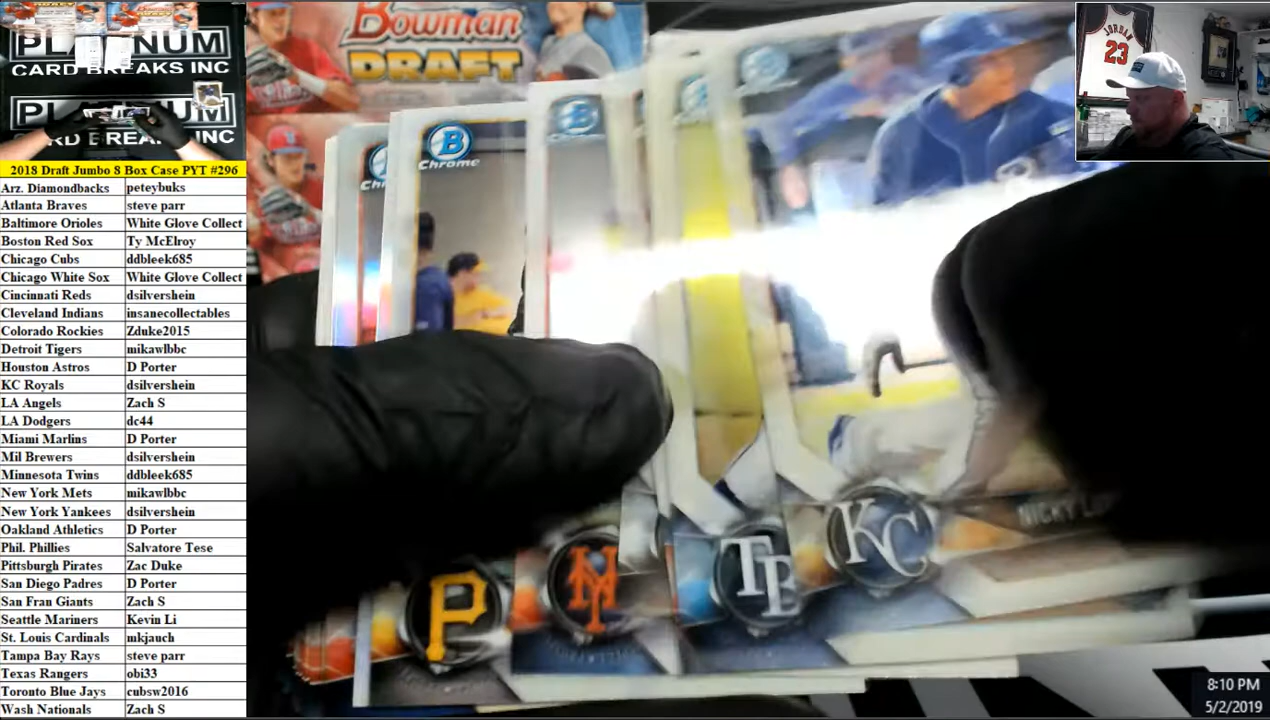 PLATINUM
CARD BREAKS INC
PLATINUM
CARD BREAKS INC
Bowman
DRAFT
JORDAN
23
2018 Draft Jumbo 8 Box Case PYT #296
Arz. Diamondbacks peteybuks
Atlanta Braves steve parr
Baltimore Orioles White Glove Collect
Boston Red Sox Ty McElroy
Chicago Cubs ddbleek685
Chicago White Sox White Glove Collect
Cincinnati Reds dsilvershein
Cleveland Indians insanecollectables
Colorado Rockies Zduke2015
Detroit Tigers mikawlbbc
Houston Astros D Porter
KC Royals dsilvershein
LA Angels Zach S
LA Dodgers dc44
Miami Marlins D Porter
Mil Brewers dsilvershein
Minnesota Twins ddbleek685
New York Mets mikawlbbc
New York Yankees dsilvershein
Oakland Athletics D Porter
Phil. Phillies Salvatore Tese
Pittsburgh Pirates Zac Duke
San Diego Padres D Porter
San Fran Giants Zach S
Seattle Mariners Kevin Li
St. Louis Cardinals mkjauch
Tampa Bay Rays steve parr
Texas Rangers obi33
Toronto Blue Jays cubsw2016
Wash Nationals Zach S
B
Chrome
P
NY
TB
KC
NICKY
8:10 PM
5/2/2019